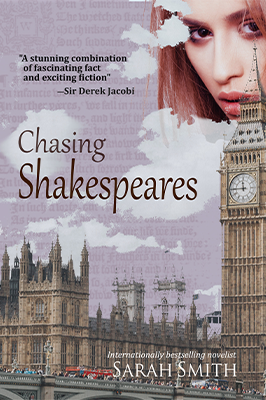 "A stunning combination
of fascinating fact
and exciting fiction"
—Sir Derek Jacobi
Chasing
Shakespeares
Internationally bestselling novelist
SARAH SMITH